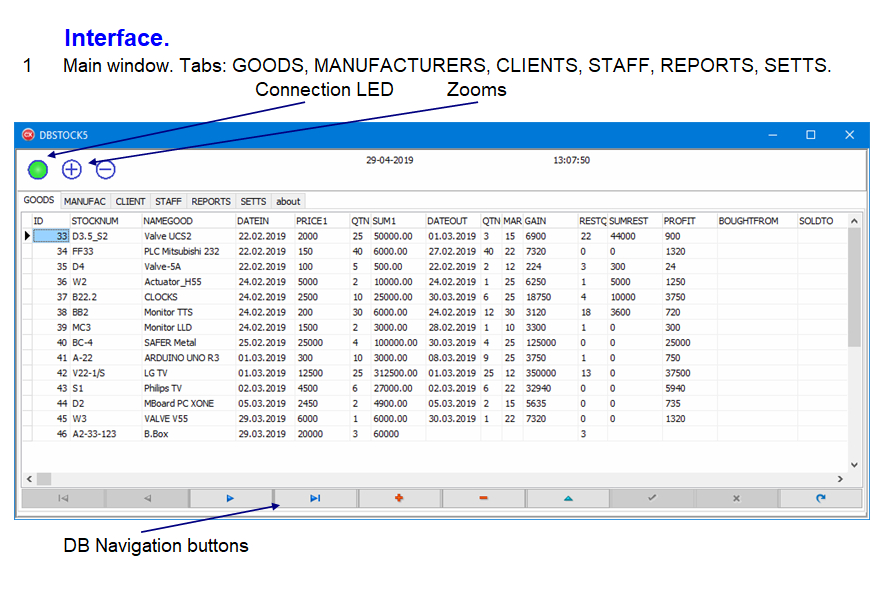 Interface.
1 Main window. Tabs: GOODS, MANUFACTURERS, CLIENTS, STAFF, REPORTS, SETTS.
Connection LED Zooms
DBSTOCK5
29-04-2019 13:07:50
GOODS MANUFAC CLIENT STAFF REPORTS SETTS about
ID STOCKNUM NAMEGOOD DATEIN PRICE1 QTN SUM1 DATEOUT QTN MAR GAIN RESTQ SUMREST PROFIT BOUGHTFROM SOLDTO
33 D3.5_S2 Valve UCS2 22.02.2019 2000 25 50000.00 01.03.2019 3 15 6900 22 44000 900
34 FF33 PLC Mitsubishi 232 22.02.2019 150 40 6000.00 27.02.2019 40 22 7320 0 0 1320
35 D4 Valve-5A 22.02.2019 100 5 500.00 22.02.2019 2 12 224 3 300 24
36 W2 Actuator_H55 24.02.2019 5000 2 10000.00 24.02.2019 1 25 6250 1 5000 1250
37 B22.2 CLOCKS 24.02.2019 2500 10 25000.00 30.03.2019 6 25 18750 4 10000 3750
38 BB2 Monitor TTS 24.02.2019 200 30 6000.00 24.04.2019 12 30 3120 18 3600 720
39 MC3 Monitor LLD 24.02.2019 1500 2 3000.00 28.02.2019 1 10 3300 1 0 300
40 BC-4 SAFER Metal 25.02.2019 25000 4 100000.00 30.03.2019 4 25 125000 0 0 25000
41 A-22 ARDUINO UNO R3 01.03.2019 300 10 3000.00 08.03.2019 9 25 3750 1 0 750
42 V22-1/S LG TV 01.03.2019 12500 25 312500.00 01.03.2019 25 12 350000 13 0 37500
43 S1 Philips TV 02.03.2019 4500 6 27000.00 02.03.2019 6 22 32940 0 0 5940
44 D2 MBoard PC XONE 05.03.2019 2450 2 4900.00 05.03.2019 2 15 5635 0 0 735
45 W3 VALVE V55 29.03.2019 6000 1 6000.00 30.03.2019 1 22 7320 0 0 1320
46 A2-33-123 B.Box 29.03.2019 20000 3 60000 3
DB Navigation buttons